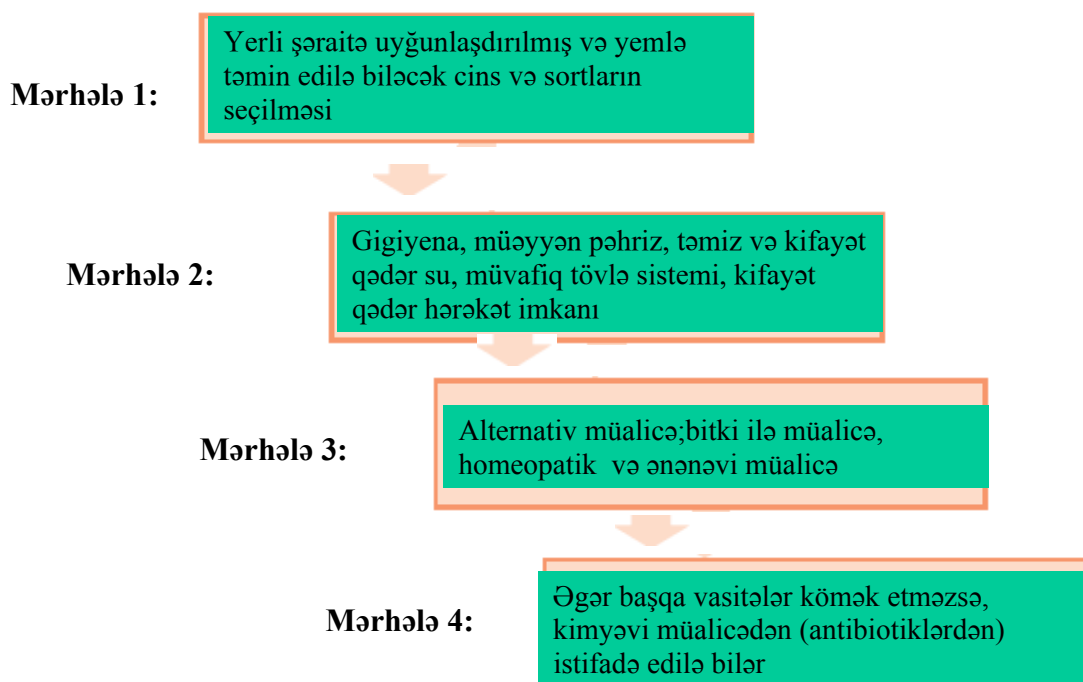 Yerli şəraitə uyğunlaşdırılmış və yemlə
təmin edilə biləcək cins və sortların
seçilməsi
Mərhələ 1:
Gigiyena, müəyyən pəhriz, təmiz və kifayət
qədər su, müvafiq tövlə sistemi, kifayət
qədər hərəkət imkanı
Mərhələ 2:
Alternativ müalicə;bitki ilə müalicə,
homeopatik və ənənəvi müalicə
Mərhələ 3:
Əgər başqa vasitələr kömək etməzsə,
kimyəvi müalicədən (antibiotiklərdən)
istifadə edilə bilər
Mərhələ 4: